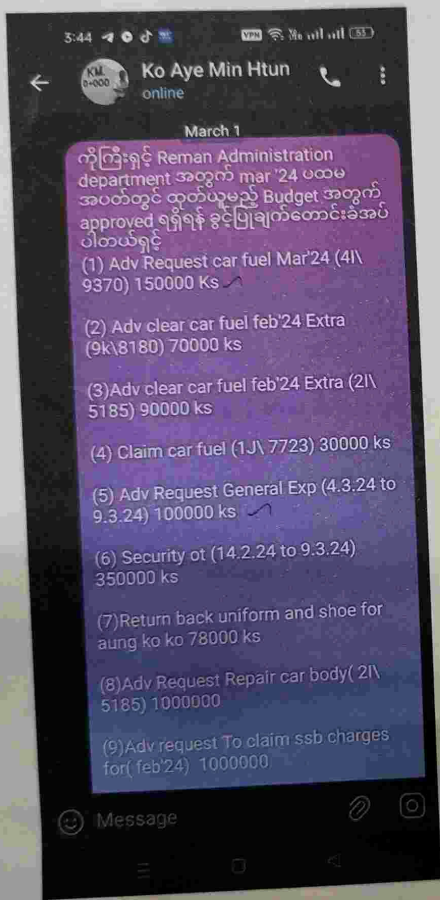 3:44
VPN
53
KM.
0+000
Ko Aye Min Htun
online
March 1
ကိုကြီးရှင့် Reman Administration
department အတွက် mar '24 ပထမ
အပတ်တွင် ထုတ်ယူမည့် Budget အတွက်
approved ရရှိရန် ခွင့်ပြုချက်တောင်းခံအပ်
ပါတယ်ရှင့်
(1) Adv Request car fuel Mar'24 (4I\
9370) 150000 Ks
(2) Adv clear car fuel feb'24 Extra
(9k\8180) 70000 ks
(3)Adv clear car fuel feb'24 Extra (2I\
5185) 90000 ks
(4) Claim car fuel (1J\ 7723) 30000 ks
(5) Adv Request General Exp (4.3.24 to
9.3.24) 100000 ks
(6) Security ot (14.2.24 to 9.3.24)
350000 ks
(7)Return back uniform and shoe for
aung ko ko 78000 ks
(8)Adv Request Repair car body( 2I\
5185) 1000000
(9)Adv request To claim ssb charges
for( feb'24) 1000000
Message